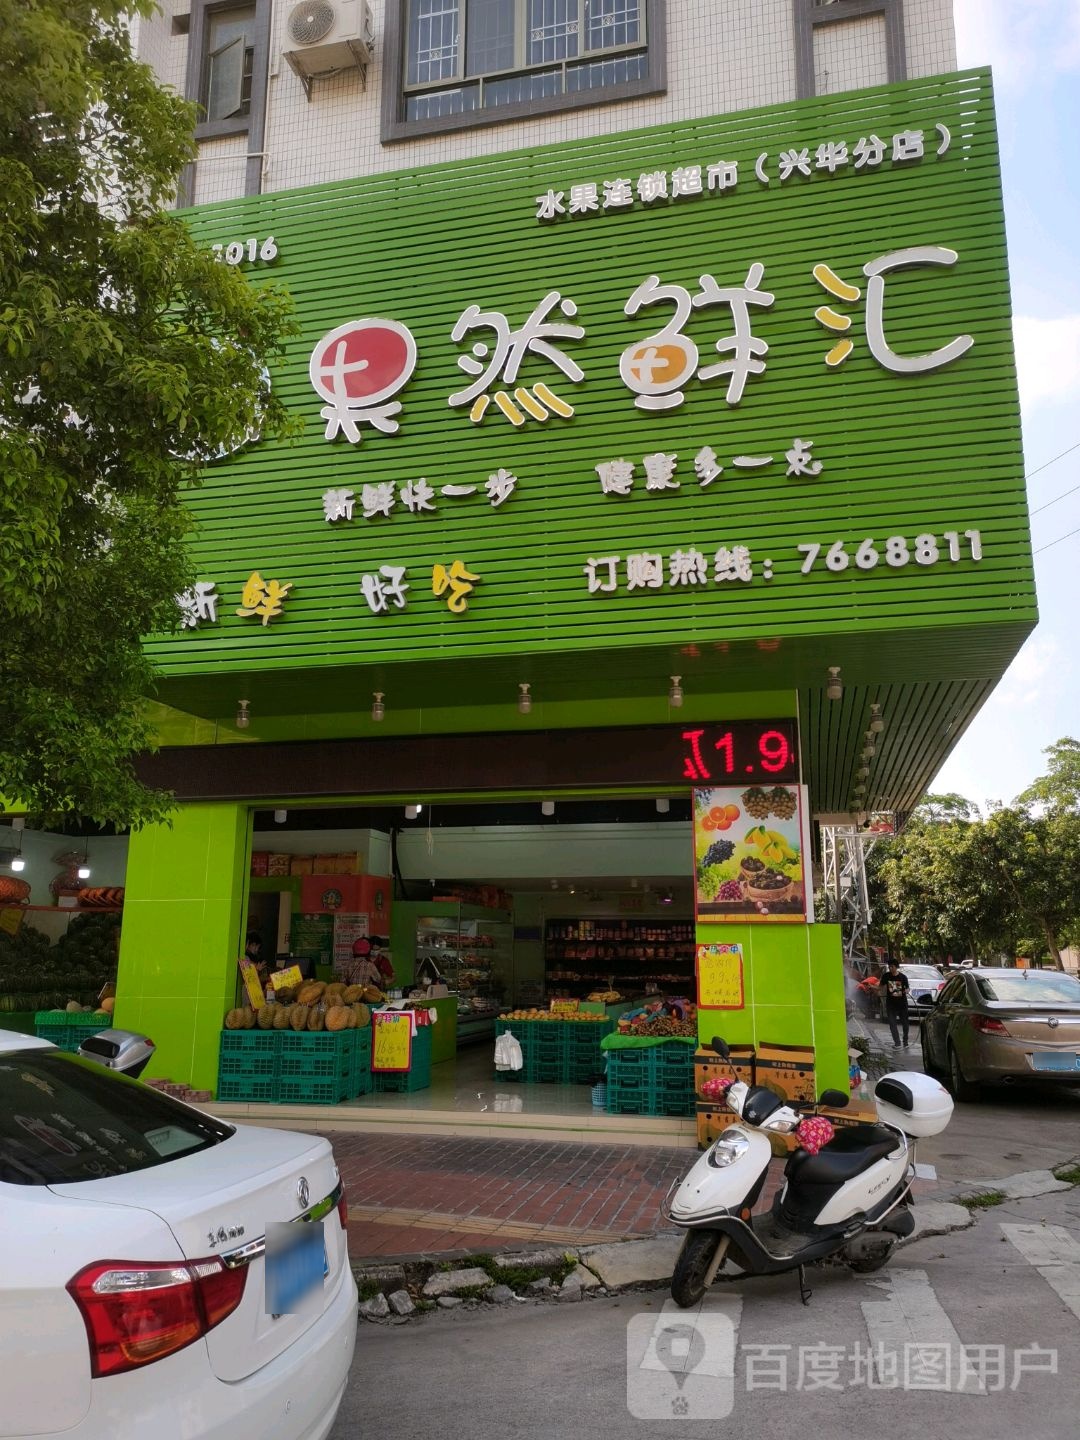 水果连锁超市（兴华分店）
3016
果然鲜汇
新鲜快一步 健康多一点
新鲜 好吃
订购热线：7668811
1.9
百度地图用户